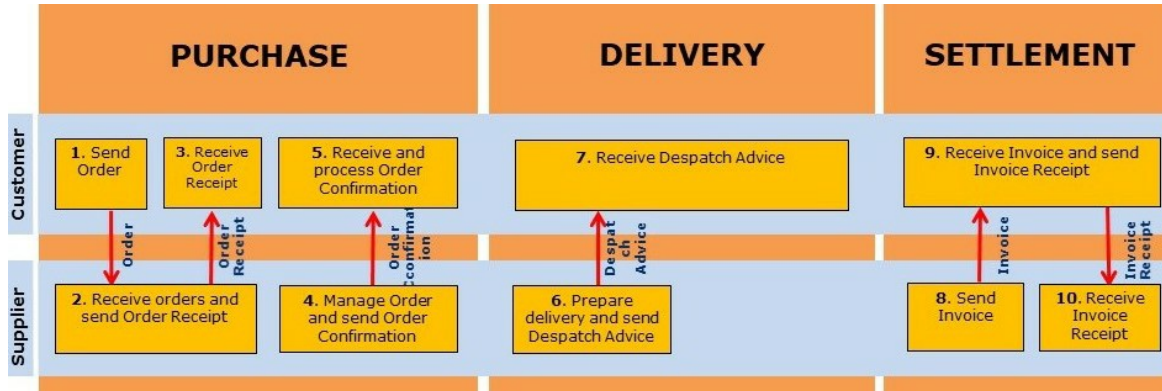 PURCHASE
DELIVERY
SETTLEMENT
Customer
1. Send
Order
3. Receive
Order
Receipt
5. Receive and
process Order
Confirmation
7. Receive Despatch Advice
9. Receive Invoice and send
Invoice Receipt
Order
Order
Receipt
Order
Cconfirmat
ion
Despat
ch
Advice
Invoice
Invoice
Receipt
Supplier
2. Receive orders and
send Order Receipt
4. Manage Order
and send Order
Confirmation
6. Prepare
delivery and send
Despatch Advice
8. Send
Invoice
10. Receive
Invoice
Receipt